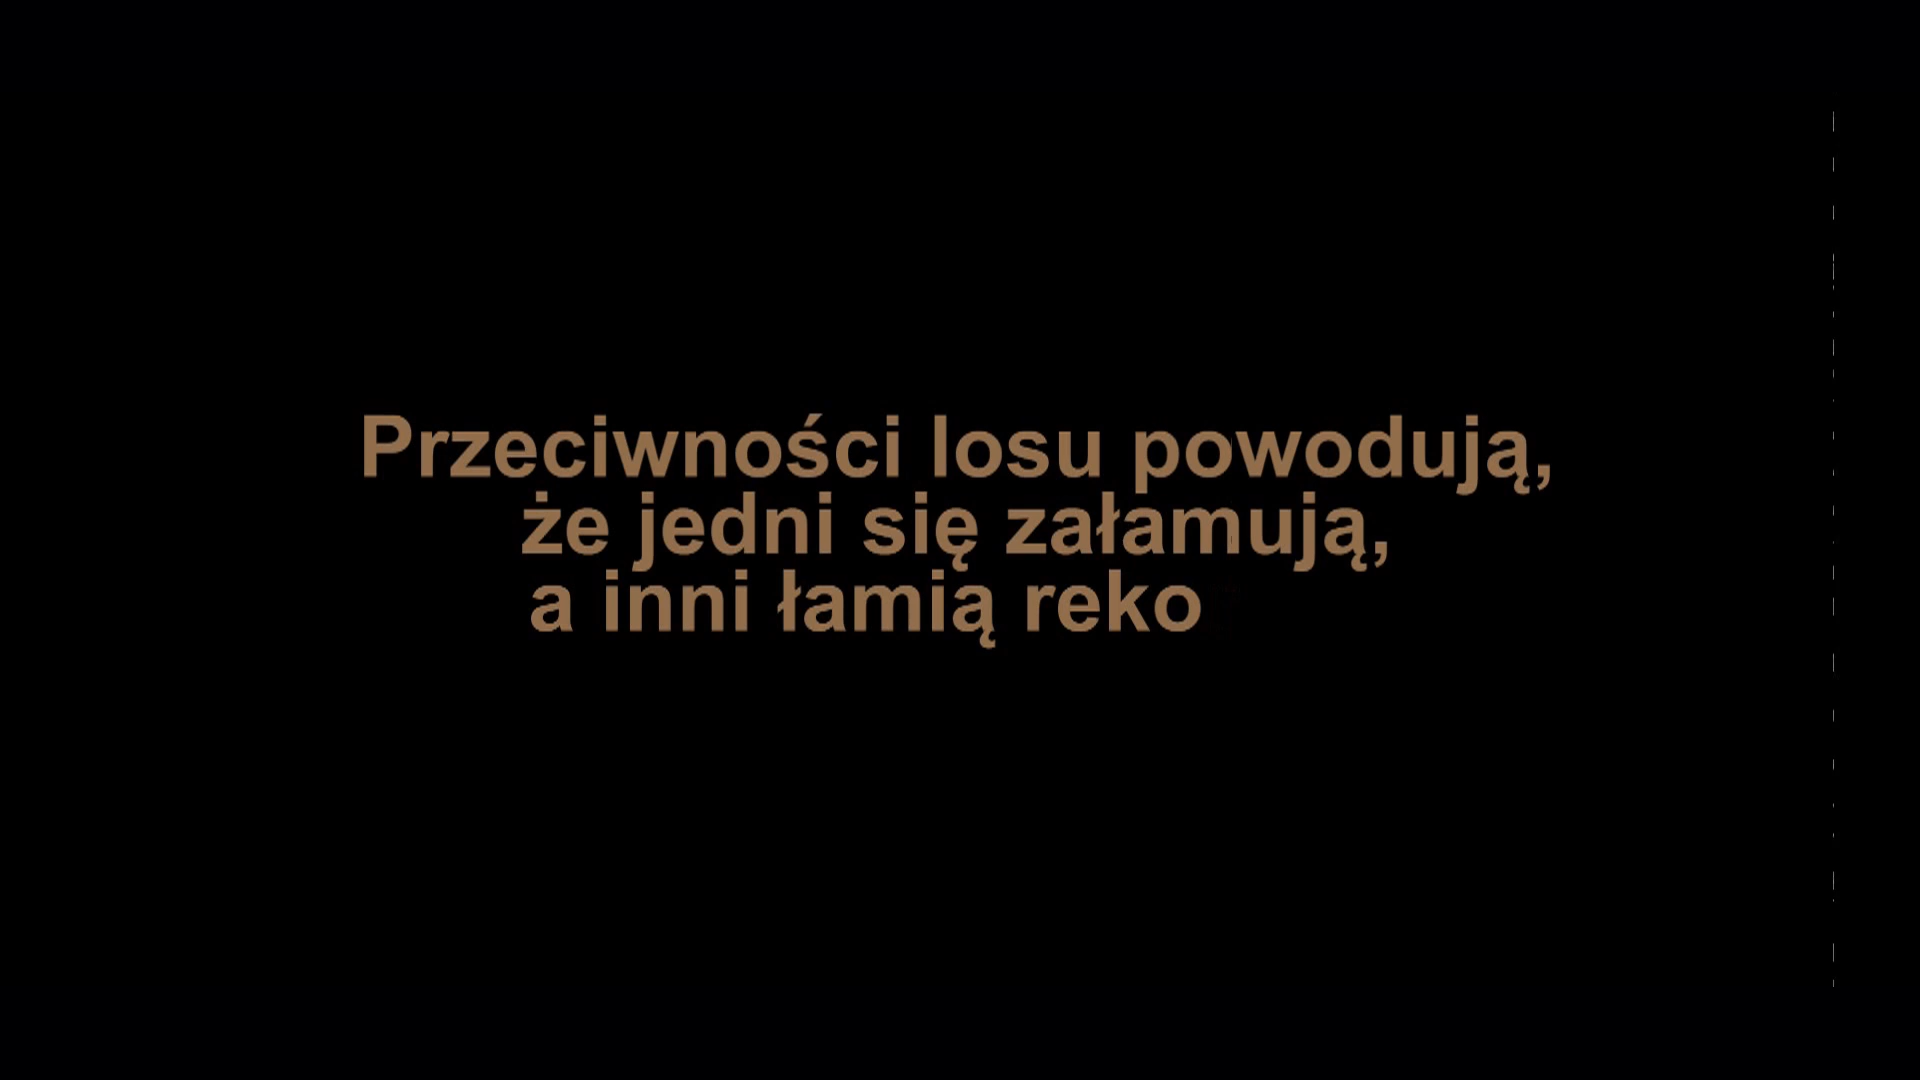 Przeciwności losu powodują,
że jedni się załamują,
a inni łamią reko